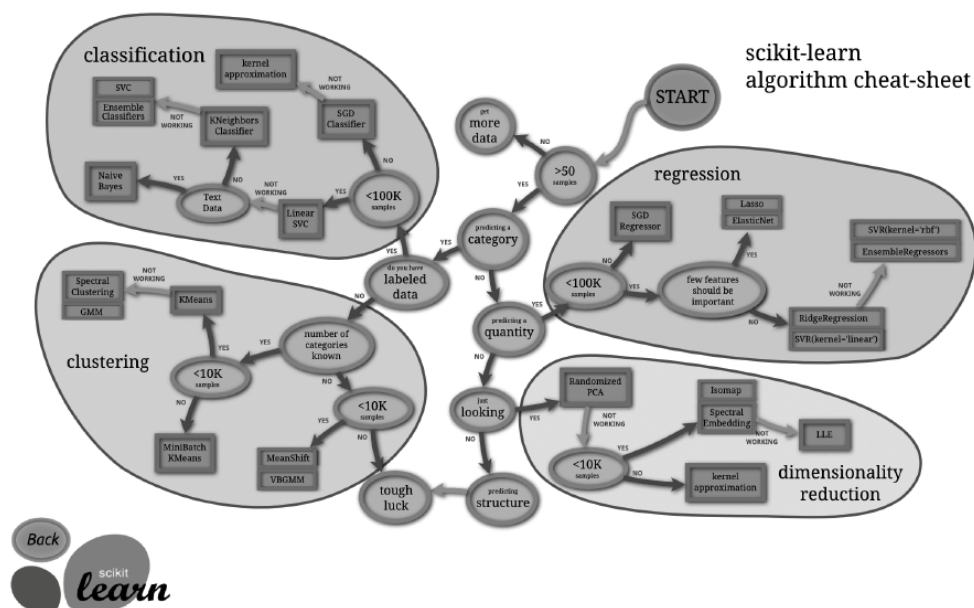 scikit-learn
algorithm cheat-sheet
START
classification
kernel
approximation
NOT
WORKING
SVC
Ensemble
Classifiers
NOT
WORKING
KNeighbors
Classifier
SGD
Classifier
NO
Naive
Bayes
YES
Text
Data
NO
NOT
WORKING
Linear
SVC
YES
<100K
samples
get
more
data
NO
>50
samples
YES
predicting a
category
YES
NO
do you have
labeled
data
YES
NO
predicting a
quantity
YES
NO
just
looking
YES
NO
predicting
structure
tough
luck
regression
SGD
Regressor
NO
<100K
samples
YES
few features
should be
important
YES
Lasso
ElasticNet
NO
RidgeRegression
SVR(kernel='linear')
NOT
WORKING
SVR(kernel='rbf')
EnsembleRegressors
clustering
Spectral
Clustering
GMM
NOT
WORKING
KMeans
YES
<10K
samples
NO
MiniBatch
KMeans
YES
number of
categories
known
NO
<10K
samples
YES
NO
MeanShift
VBGMM
dimensionality
reduction
Randomized
PCA
NOT
WORKING
<10K
samples
YES
NO
Isomap
Spectral
Embedding
NOT
WORKING
LLE
kernel
approximation
Back
scikit
learn